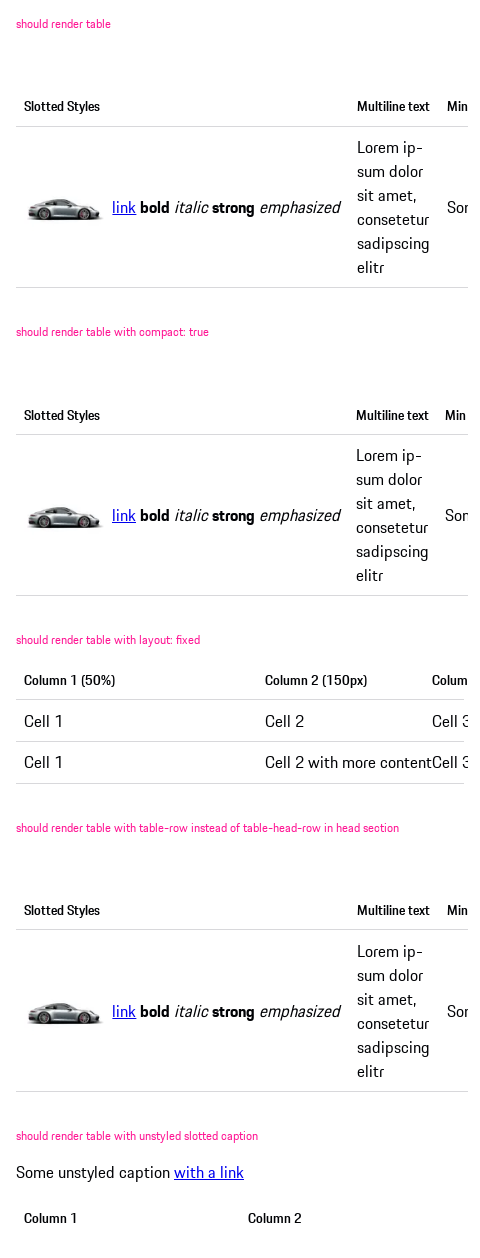 should render table
Slotted Styles Multiline text Min
link bold italic strong emphasized
Lorem ip-
sum dolor
sit amet,
consetetur
sadipscing
elitr
should render table with compact: true
Slotted Styles Multiline text Min
link bold italic strong emphasized
Lorem ip-
sum dolor
sit amet,
consetetur
sadipscing
elitr
should render table with layout: fixed
Column 1 (50%) Column 2 (150px) Colum
Cell 1 Cell 2 Cell 3
Cell 1 Cell 2 with more content Cell 3
should render table with table-row instead of table-head-row in head section
Slotted Styles Multiline text Min
link bold italic strong emphasized
Lorem ip-
sum dolor
sit amet,
consetetur
sadipscing
elitr
should render table with unstyled slotted caption
Some unstyled caption with a link
Column 1 Column 2